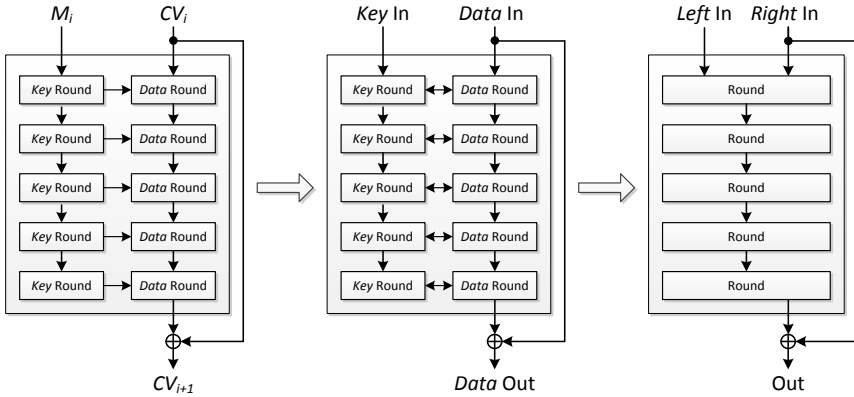 M_i CV_i
Key Round Data Round
Key Round Data Round
Key Round Data Round
Key Round Data Round
Key Round Data Round
CV_{i+1}
Key In Data In
Key Round Data Round
Key Round Data Round
Key Round Data Round
Key Round Data Round
Key Round Data Round
Data Out
Left In Right In
Round
Round
Round
Round
Round
Out